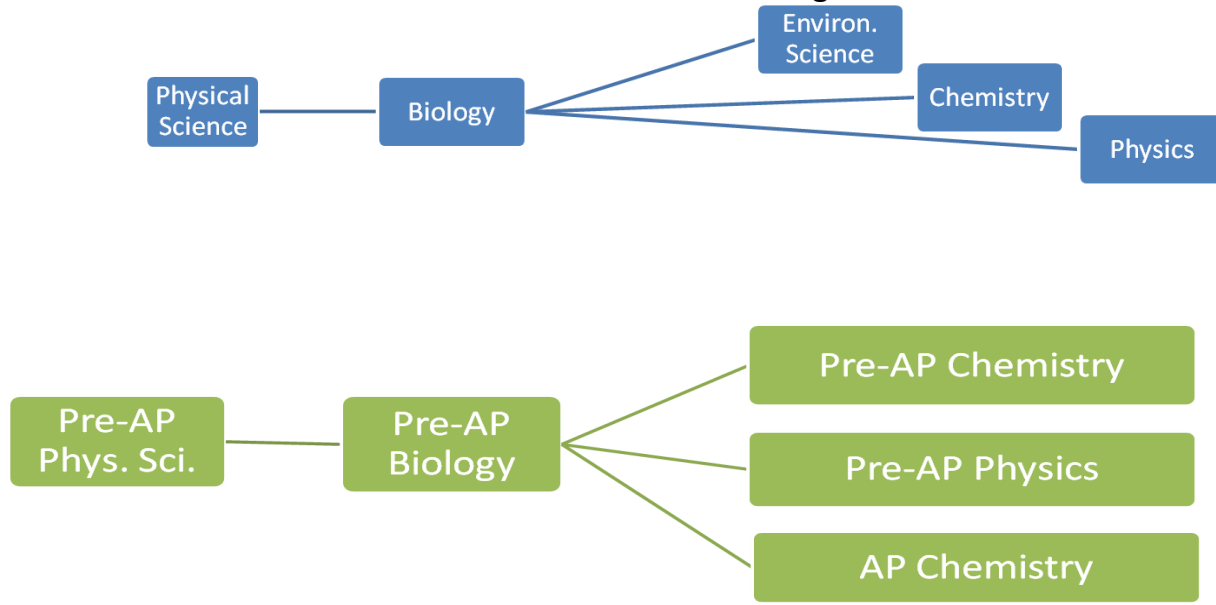 Environ.
Science
Physical
Science
Biology
Chemistry
Physics
Pre-AP Chemistry
Pre-AP
Phys. Sci.
Pre-AP
Biology
Pre-AP Physics
AP Chemistry